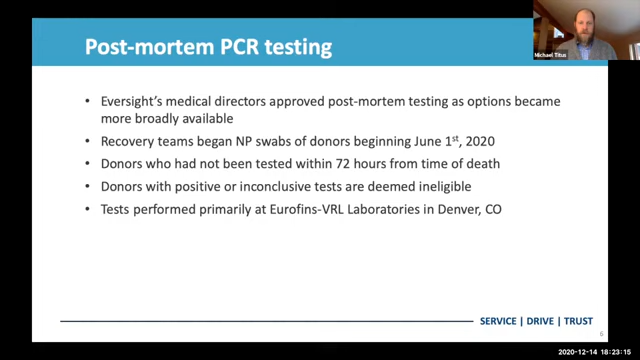 Post-mortem PCR testing
Michael Titus
• Eversight's medical directors approved post-mortem testing as options became
more broadly available
• Recovery teams began NP swabs of donors beginning June 1st, 2020
• Donors who had not been tested within 72 hours from time of death
• Donors with positive or inconclusive tests are deemed ineligible
• Tests performed primarily at Eurofins-VRL Laboratories in Denver, CO
SERVICE | DRIVE | TRUST
6
2020-12-14 18:23:15